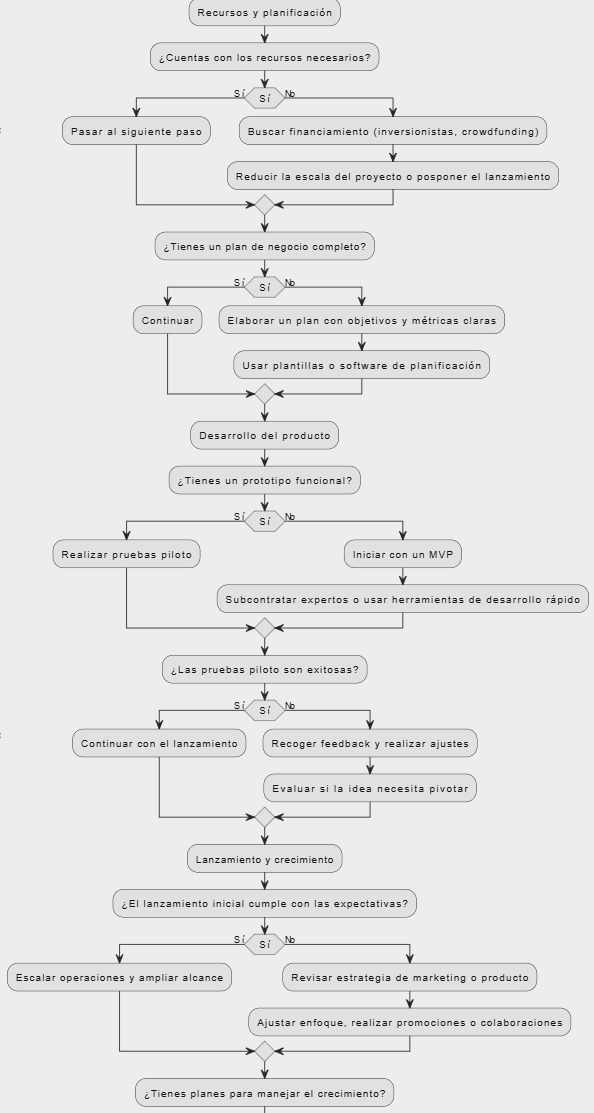 Recursos y planificación
¿Cuentas con los recursos necesarios?
Sí Sí No
Pasar al siguiente paso
Buscar financiamiento (inversionistas, crowdfunding)
Reducir la escala del proyecto o posponer el lanzamiento
¿Tienes un plan de negocio completo?
Sí Sí No
Continuar
Elaborar un plan con objetivos y métricas claras
Usar plantillas o software de planificación
Desarrollo del producto
¿Tienes un prototipo funcional?
Sí Sí No
Realizar pruebas piloto
Iniciar con un MVP
Subcontratar expertos o usar herramientas de desarrollo rápido
¿Las pruebas piloto son exitosas?
Sí Sí No
Continuar con el lanzamiento
Recoger feedback y realizar ajustes
Evaluar si la idea necesita pivotar
Lanzamiento y crecimiento
¿El lanzamiento inicial cumple con las expectativas?
Sí Sí No
Escalar operaciones y ampliar alcance
Revisar estrategia de marketing o producto
Ajustar enfoque, realizar promociones o colaboraciones
¿Tienes planes para manejar el crecimiento?